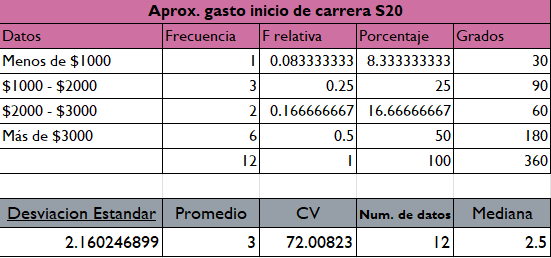 Aprox. gasto inicio de carrera S20
Datos Frecuencia F relativa Porcentaje Grados
Menos de $1000 1 0.083333333 8.333333333 30
$1000 - $2000 3 0.25 25 90
$2000 - $3000 2 0.166666667 16.66666667 60
Más de $3000 6 0.5 50 180
12 1 100 360
Desviacion Estandar Promedio CV Num. de datos Mediana
2.160246899 3 72.00823 12 2.5